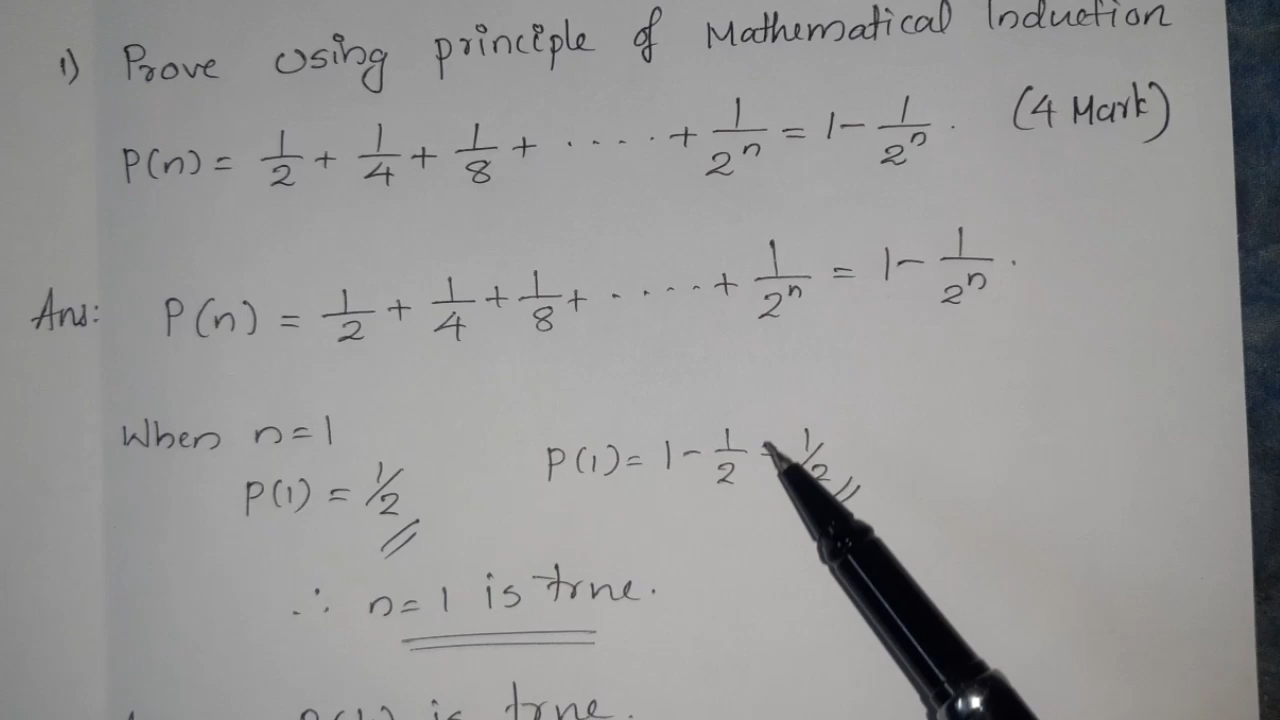 1) Prove using principle of Mathematical Induction
P(n) = 1/2 + 1/4 + 1/8 + ..... + 1/2^n = 1 - 1/2^n. (4 Mark)
Ans: P(n) = 1/2 + 1/4 + 1/8 + ..... + 1/2^n = 1 - 1/2^n.
When n=1
P(1) = 1/2 P(1) = 1 - 1/2 = 1/2
∴ n=1 is true.
is true.